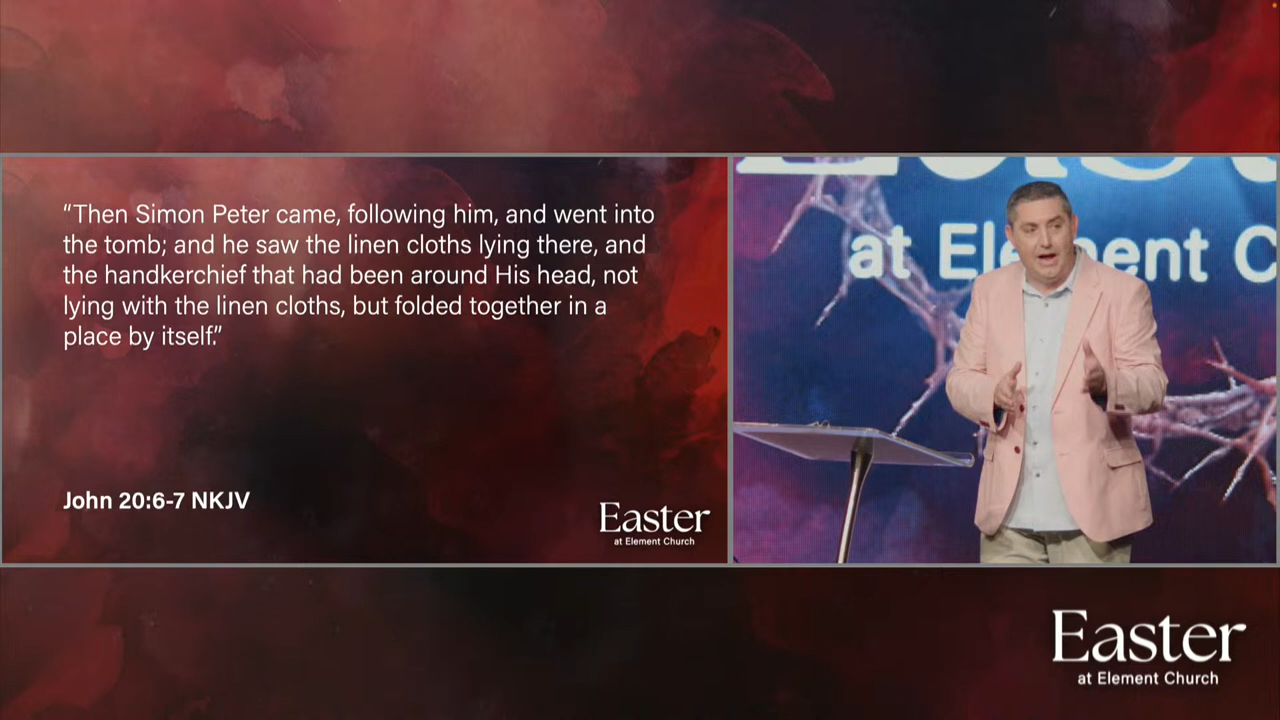 “Then Simon Peter came, following him, and went into
the tomb; and he saw the linen cloths lying there, and
the handkerchief that had been around His head, not
lying with the linen cloths, but folded together in a
place by itself.”
John 20:6-7 NKJV
Easter
at Element Church
at Element C
Easter
at Element Church